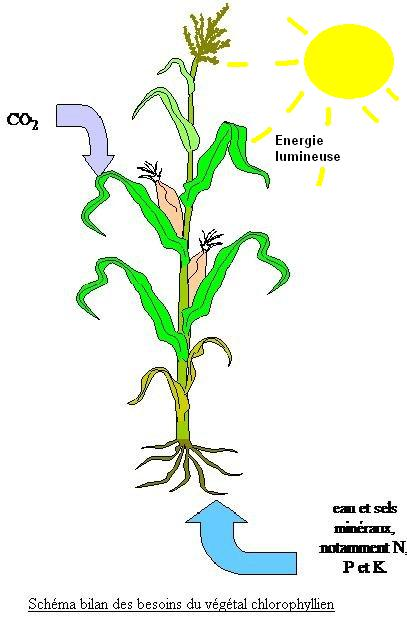 CO2
Energie
lumineuse
eau et sels
minéraux,
notamment N,
P et K.
Schéma bilan des besoins du végétal chlorophyllien